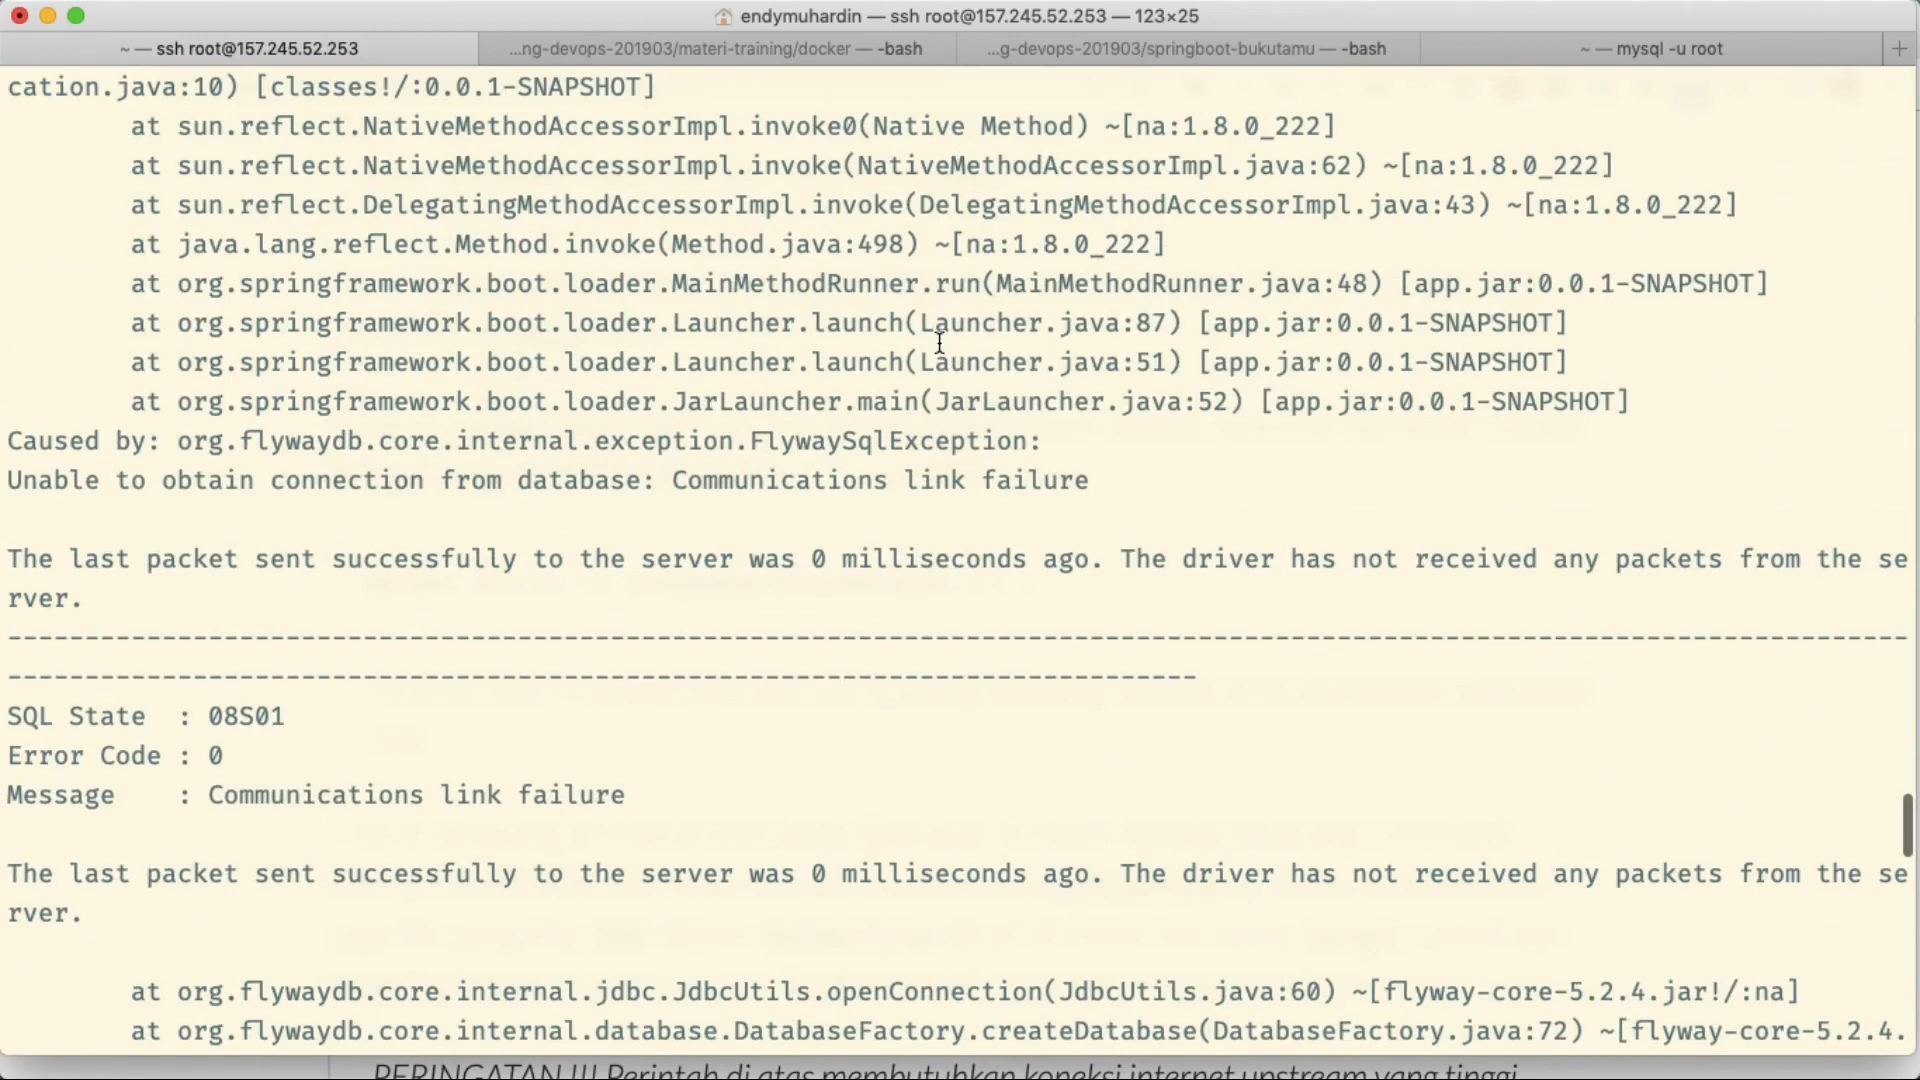 endymuhardin — ssh root@157.245.52.253 — 123×25
~ — ssh root@157.245.52.253
...ng-devops-201903/materi-training/docker — -bash
...g-devops-201903/springboot-bukutamu — -bash
~ — mysql -u root
cation.java:10) [classes!/:0.0.1-SNAPSHOT]
at sun.reflect.NativeMethodAccessorImpl.invoke0(Native Method) ~[na:1.8.0_222]
at sun.reflect.NativeMethodAccessorImpl.invoke(NativeMethodAccessorImpl.java:62) ~[na:1.8.0_222]
at sun.reflect.DelegatingMethodAccessorImpl.invoke(DelegatingMethodAccessorImpl.java:43) ~[na:1.8.0_222]
at java.lang.reflect.Method.invoke(Method.java:498) ~[na:1.8.0_222]
at org.springframework.boot.loader.MainMethodRunner.run(MainMethodRunner.java:48) [app.jar:0.0.1-SNAPSHOT]
at org.springframework.boot.loader.Launcher.launch(Launcher.java:87) [app.jar:0.0.1-SNAPSHOT]
at org.springframework.boot.loader.Launcher.launch(Launcher.java:51) [app.jar:0.0.1-SNAPSHOT]
at org.springframework.boot.loader.JarLauncher.main(JarLauncher.java:52) [app.jar:0.0.1-SNAPSHOT]
Caused by: org.flywaydb.core.internal.exception.FlywaySqlException:
Unable to obtain connection from database: Communications link failure
The last packet sent successfully to the server was 0 milliseconds ago. The driver has not received any packets from the se
rver.
---------------------------------------------------------------------------------------------------------------------------
-----------------------------------------------------------------------------
SQL State  : 08S01
Error Code : 0
Message    : Communications link failure
The last packet sent successfully to the server was 0 milliseconds ago. The driver has not received any packets from the se
rver.
at org.flywaydb.core.internal.jdbc.JdbcUtils.openConnection(JdbcUtils.java:60) ~[flyway-core-5.2.4.jar!/:na]
at org.flywaydb.core.internal.database.DatabaseFactory.createDatabase(DatabaseFactory.java:72) ~[flyway-core-5.2.4.
PERINGATAN !!! Perintah di atas membutuhkan koneksi internet upstream yang tinggi